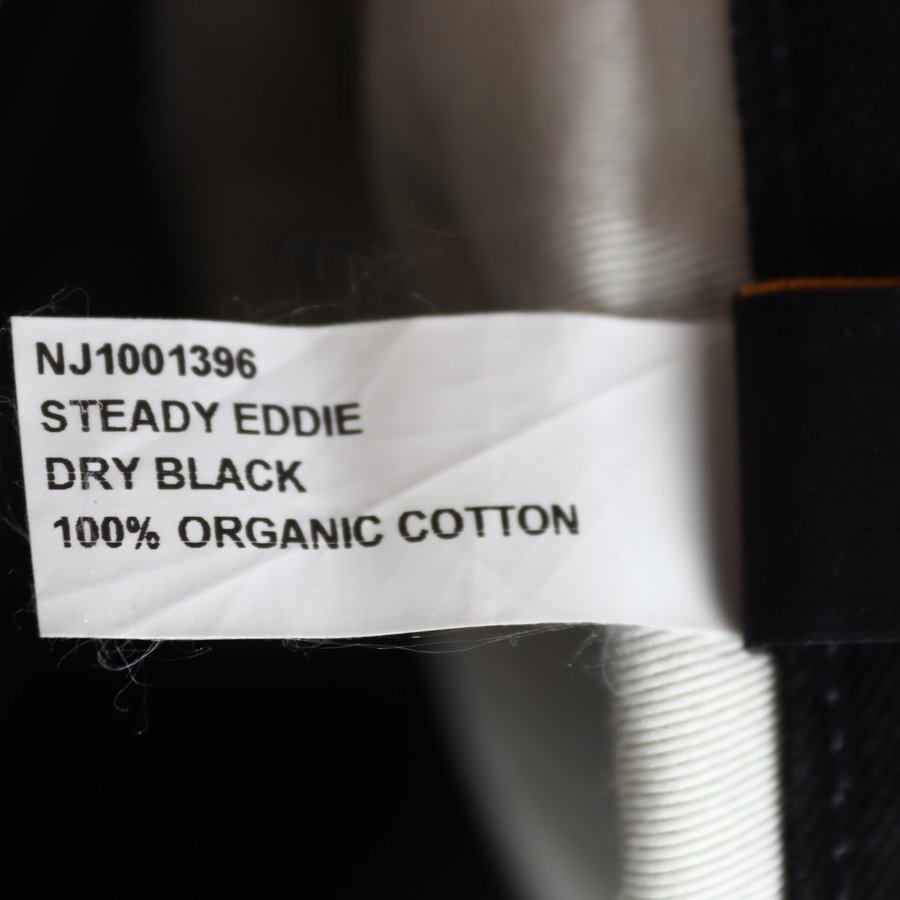 NJ1001396
STEADY EDDIE
DRY BLACK
100% ORGANIC COTTON